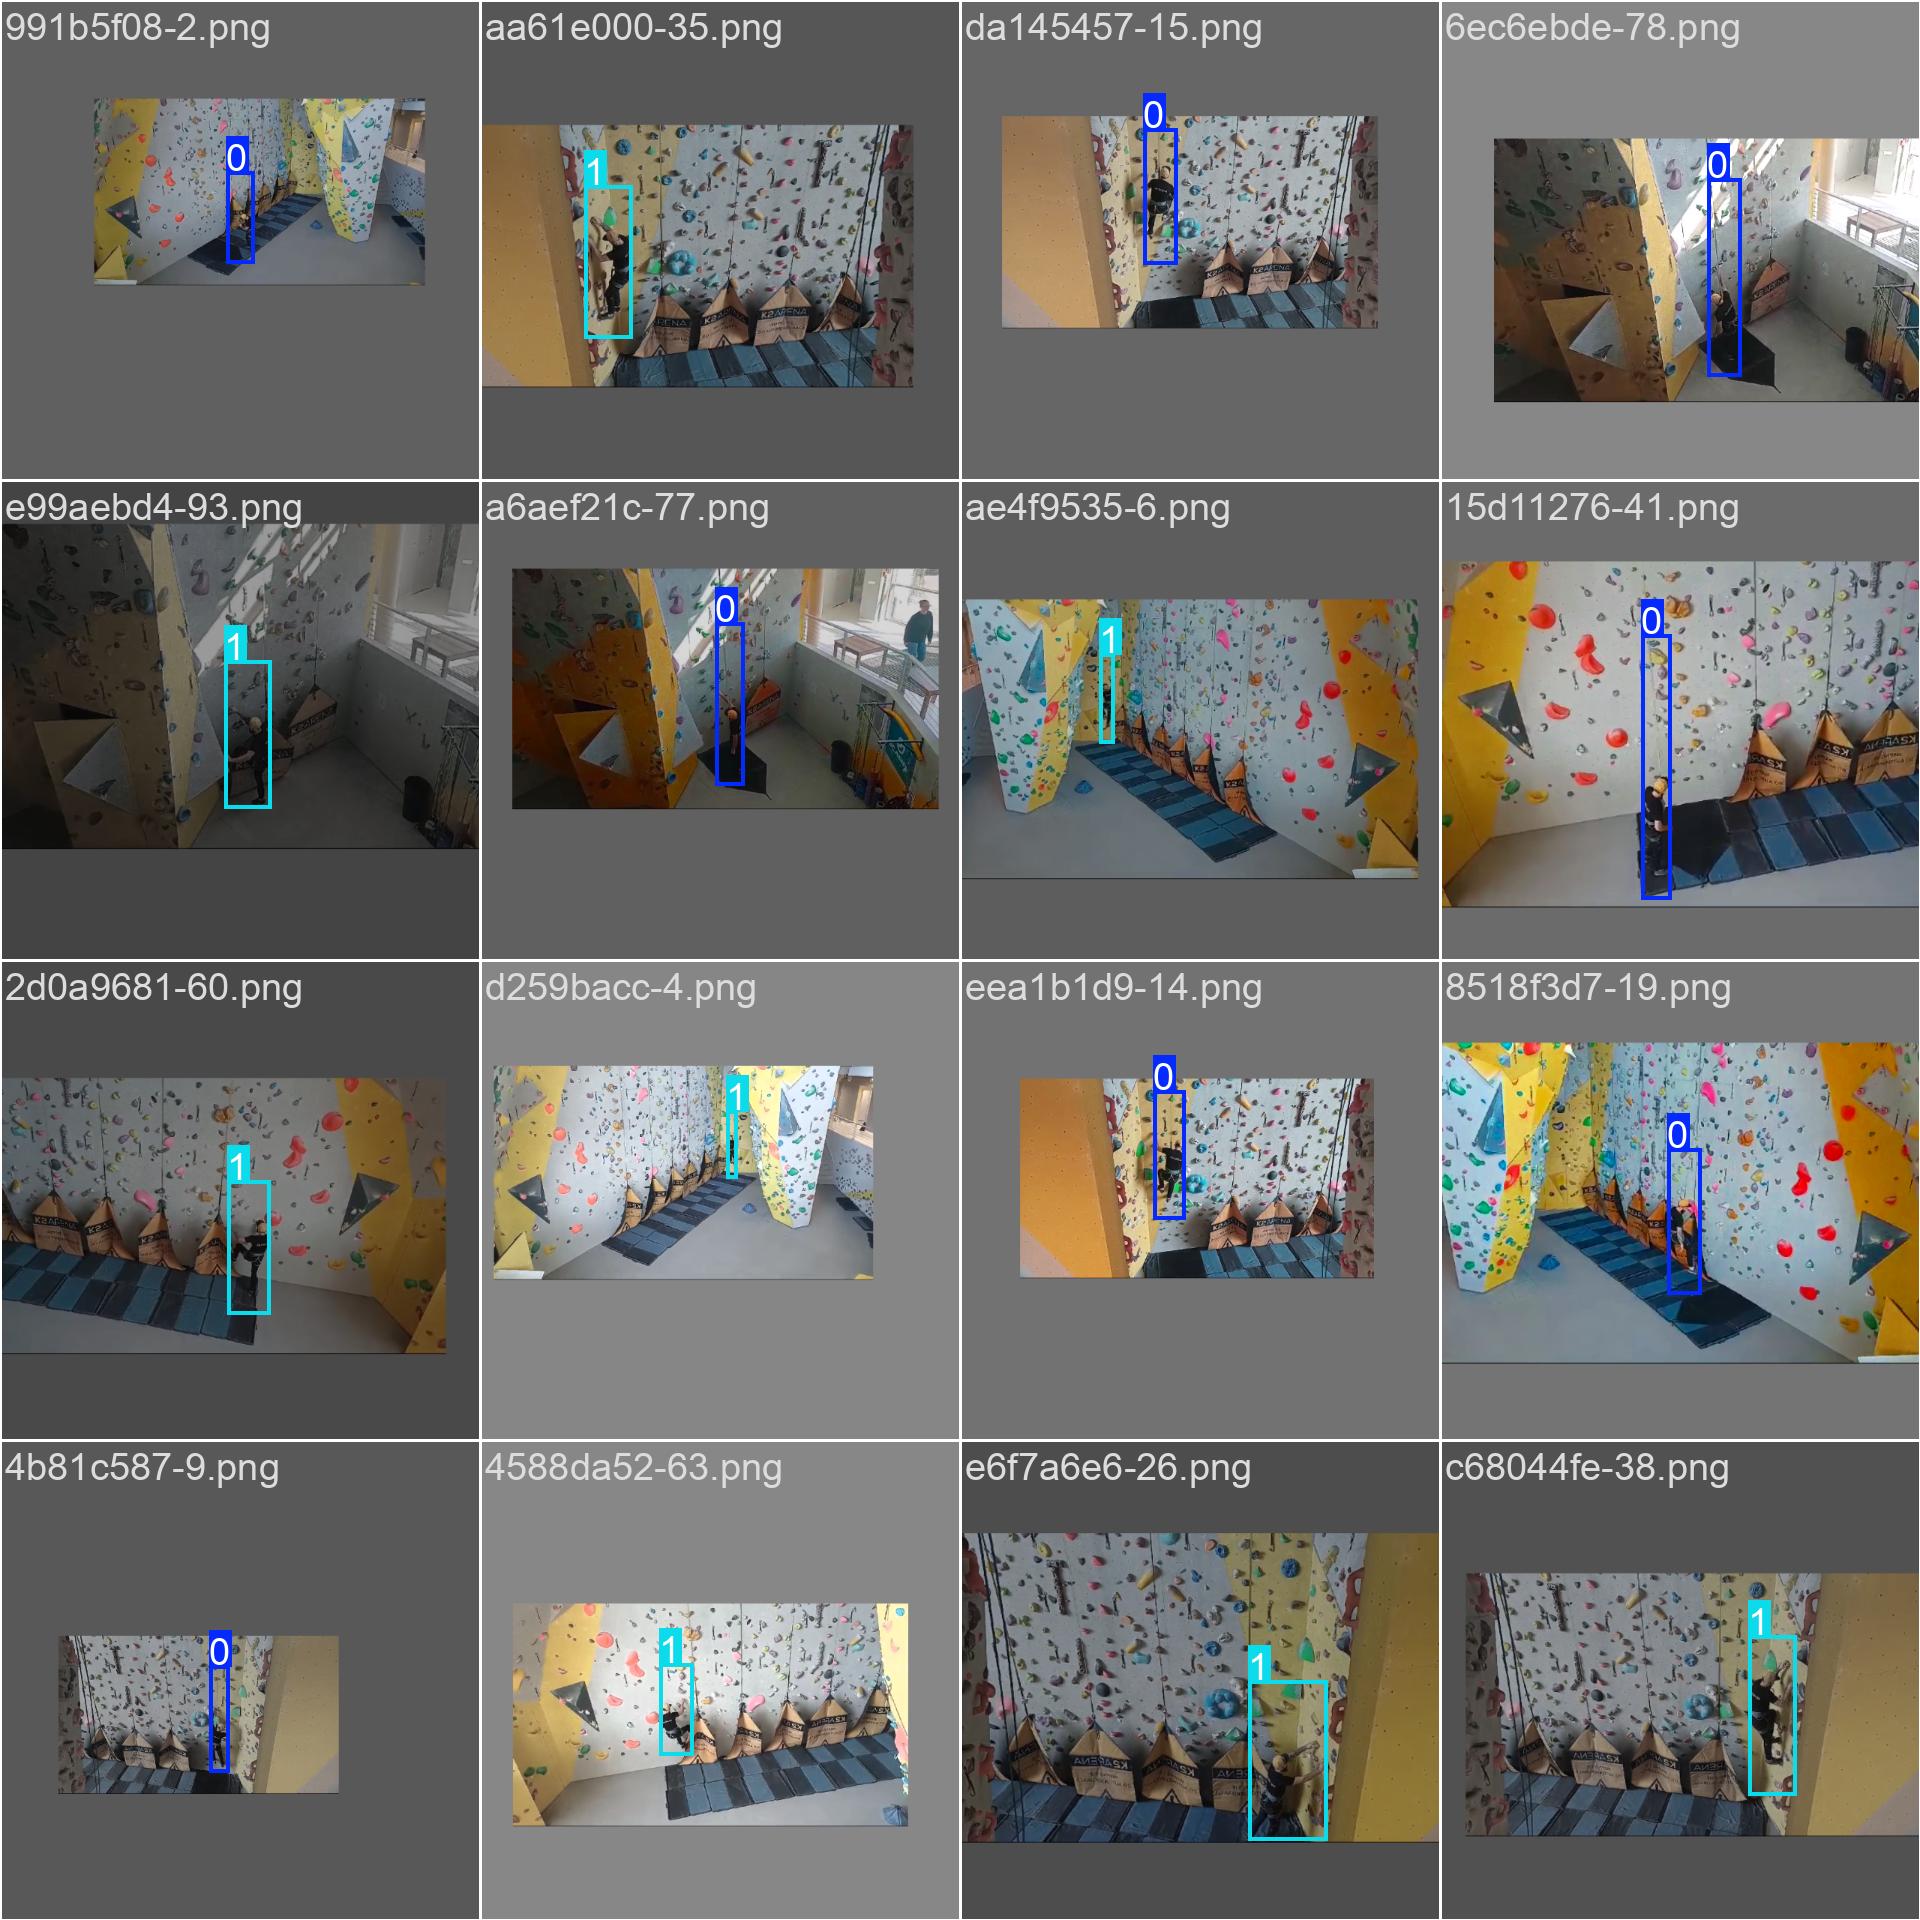 991b5f08-2.png
aa61e000-35.png
da145457-15.png
6ec6ebde-78.png
0
1
0
0
K2ARENA
K2ARENA
e99aebd4-93.png
a6aef21c-77.png
ae4f9535-6.png
15d11276-41.png
1
0
1
0
2d0a9681-60.png
d259bacc-4.png
eea1b1d9-14.png
8518f3d7-19.png
1
1
0
0
4b81c587-9.png
4588da52-63.png
e6f7a6e6-26.png
c68044fe-38.png
0
1
1
1